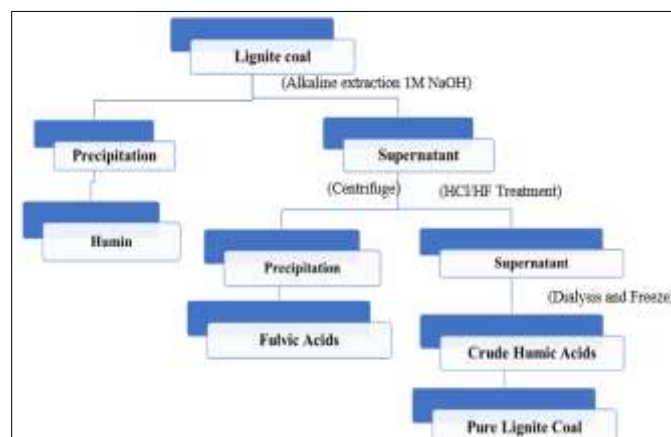 Lignite coal
(Alkaline extraction 1M NaOH)
Precipitation
Supernatant
(Centrifuge)
(HCl/HF Treatment)
Humin
Precipitation
Supernatant
(Dialysis and Freeze)
Fulvic Acids
Crude Humic Acids
Pure Lignite Coal